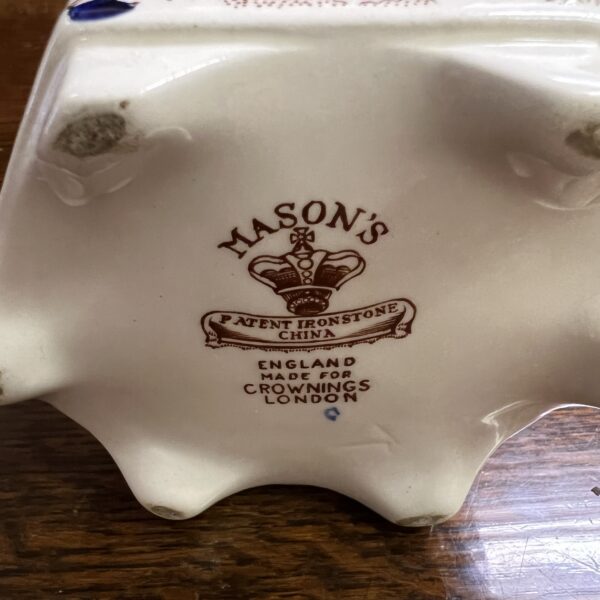 MASON'S
PATENT IRONSTONE
CHINA
ENGLAND
MADE FOR
CROWNINGS
LONDON